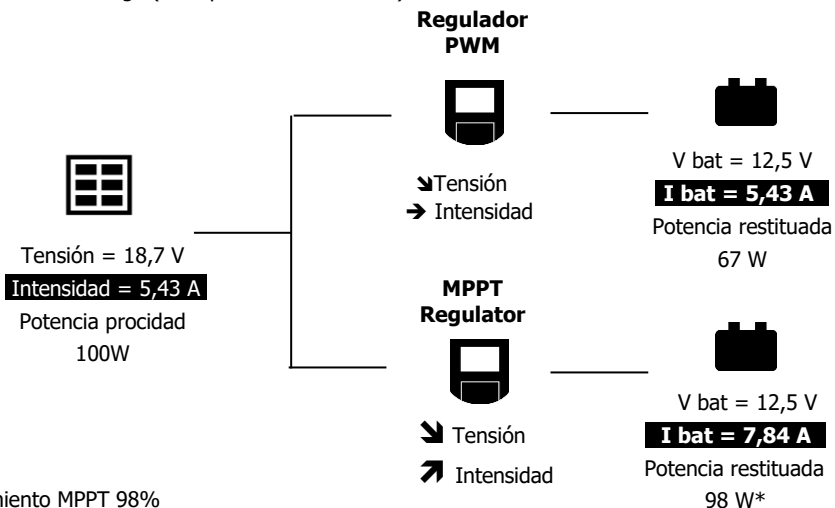 Regulador
PWM
Tensión = 18,7 V
Intensidad = 5,43 A
Potencia procidad
100W
↘Tensión
→ Intensidad
V bat = 12,5 V
I bat = 5,43 A
Potencia restituada
67 W
MPPT
Regulator
↘ Tensión
↗ Intensidad
V bat = 12,5 V
I bat = 7,84 A
Potencia restituada
98 W*
miento MPPT 98%